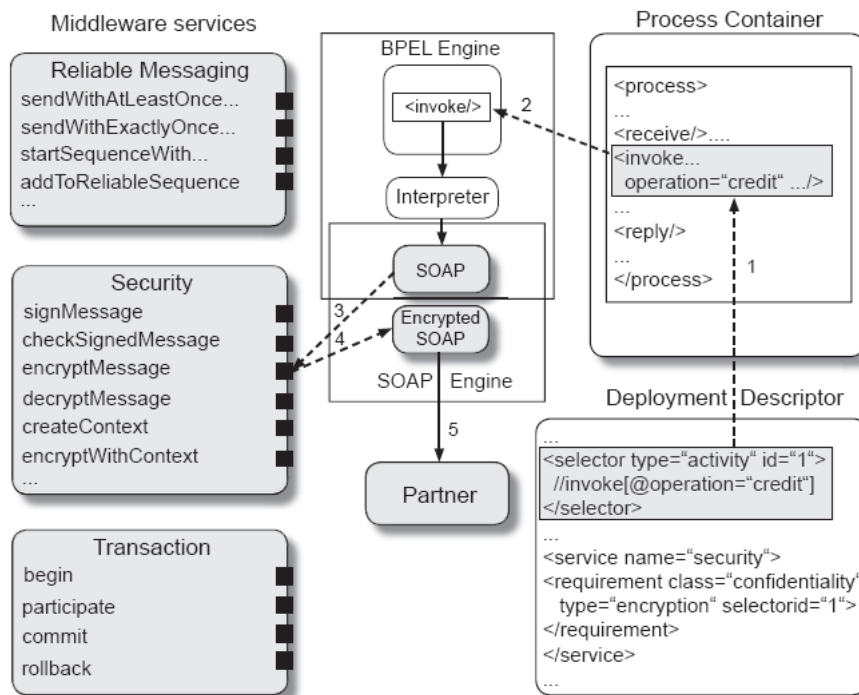 Middleware services
Reliable Messaging
sendWithAtLeastOnce...
sendWithExactlyOnce...
startSequenceWith...
addToReliableSequence
...
Security
signMessage
checkSignedMessage
encryptMessage
decryptMessage
createContext
encryptWithContext
...
Transaction
begin
participate
commit
rollback
BPEL Engine
<invoke/>
Interpreter
SOAP
Encrypted
SOAP
SOAP Engine
Partner
2
3
4
5
Process Container
<process>
...
<receive/>....
<invoke...
operation=“credit“ .../>
...
<reply/>
...
</process>
1
Deployment Descriptor
...
<selector type=“activity“ id=“1“>
//invoke[@operation=“credit“]
</selector>
...
<service name=“security“>
<requirement class=“confidentiality“
type=“encryption“ selectorid=“1“>
</requirement>
</service>
...